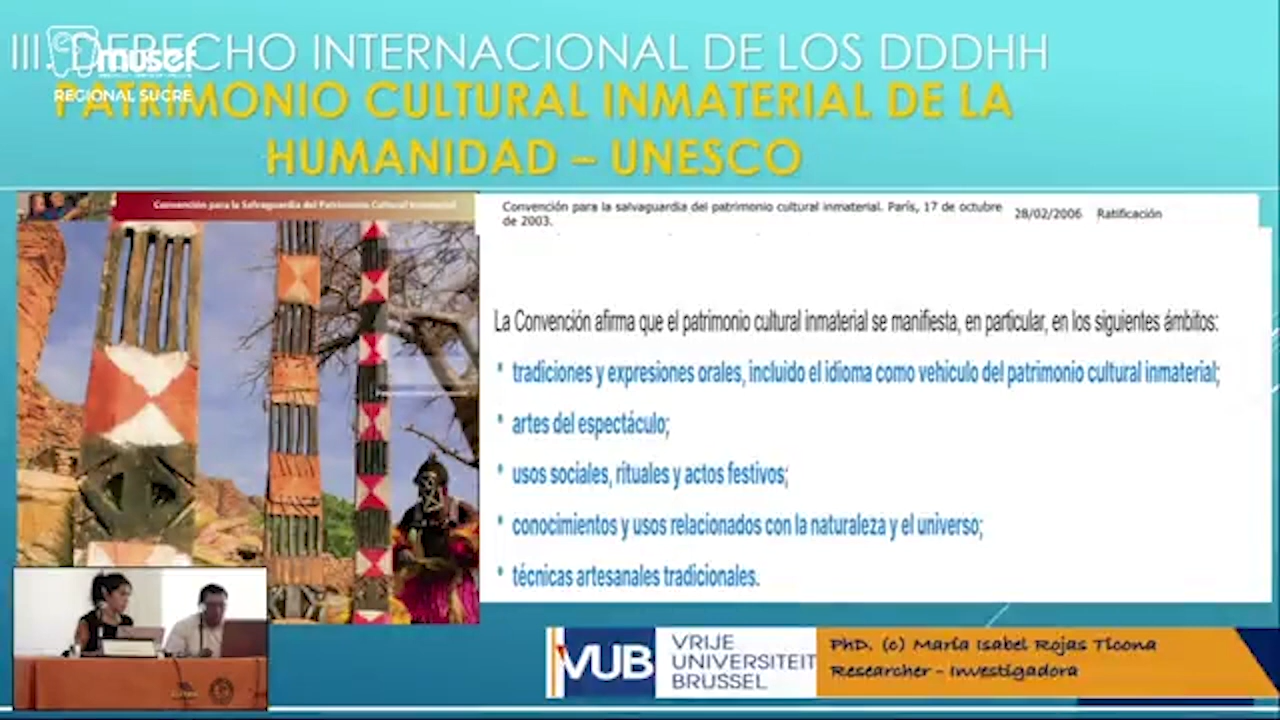 III. DERECHO INTERNACIONAL DE LOS DDDHH
musef
REGIONAL SUCRE
PATRIMONIO CULTURAL INMATERIAL DE LA
HUMANIDAD – UNESCO
Convención para la Salvaguardia del Patrimonio Cultural Inmaterial
Convención para la salvaguardia del patrimonio cultural inmaterial. París, 17 de octubre
de 2003.
28/02/2006 Ratificación
La Convención afirma que el patrimonio cultural inmaterial se manifiesta, en particular, en los siguientes ámbitos:
* tradiciones y expresiones orales, incluido el idioma como vehiculo del patrimonio cultural inmaterial;
* artes del espectáculo;
* usos sociales, rituales y actos festivos;
* conocimientos y usos relacionados con la naturaleza y el universo;
* técnicas artesanales tradicionales.
VUB
VRIJE
UNIVERSITEIT
BRUSSEL
PhD. (c) María Isabel Rojas Ticona
Researcher - Investigadora